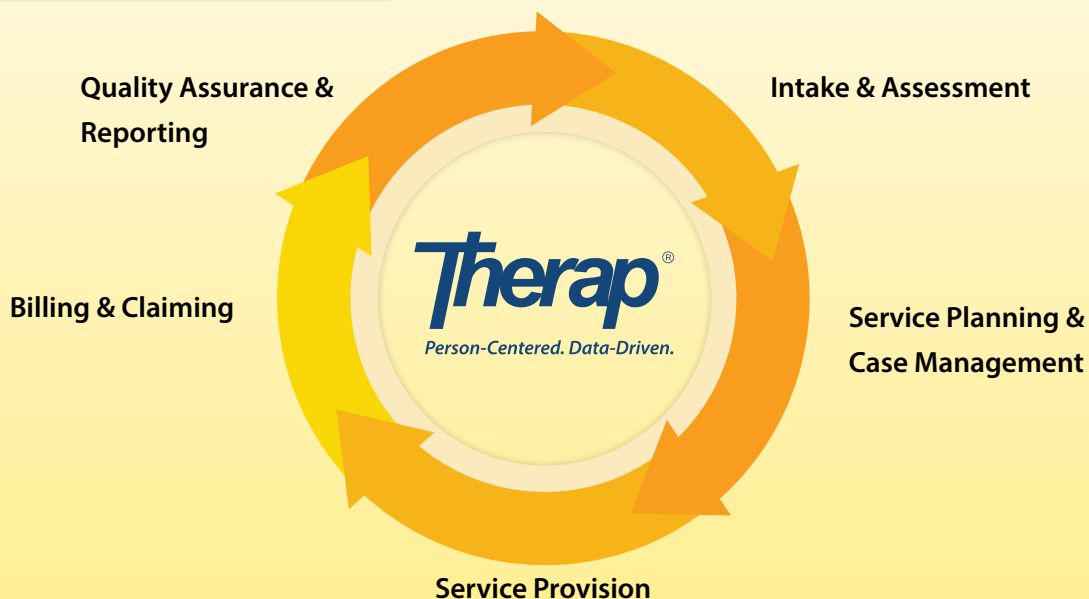 Quality Assurance &
Reporting
Intake & Assessment
Therap®
Person-Centered. Data-Driven.
Billing & Claiming
Service Planning &
Case Management
Service Provision